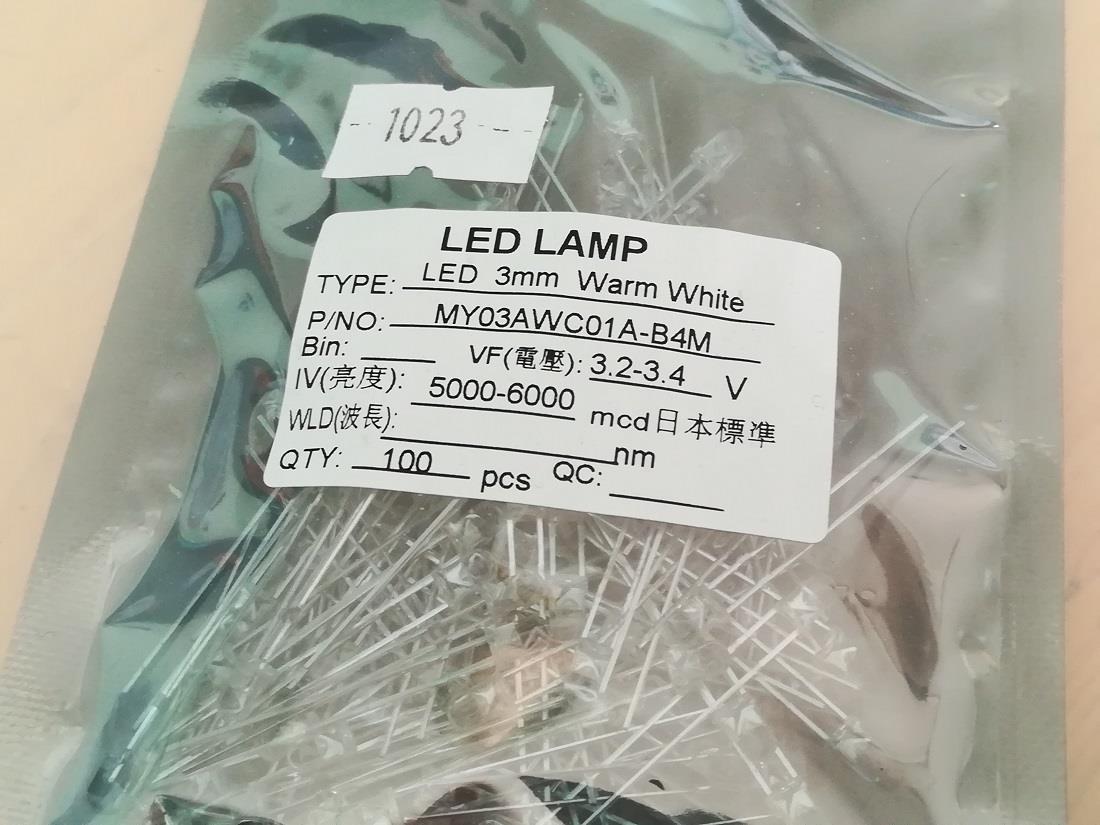 1023
LED LAMP
TYPE: LED 3mm Warm White
P/NO: MY03AWC01A-B4M
Bin: VF(電壓): 3.2-3.4 V
IV(亮度): 5000-6000 mcd日本標準
WLD(波長): nm
QTY: 100 pcs QC: